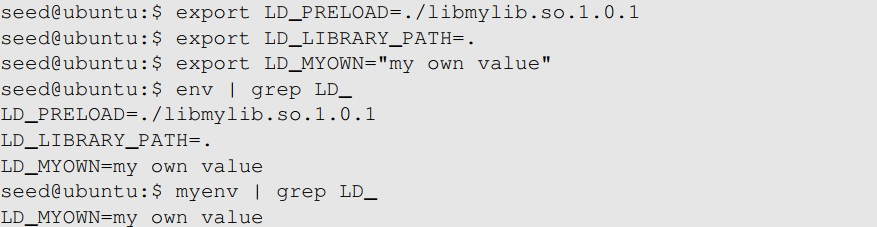 seed@ubuntu:$ export LD_PRELOAD=./libmylib.so.1.0.1
seed@ubuntu:$ export LD_LIBRARY_PATH=.
seed@ubuntu:$ export LD_MYOWN="my own value"
seed@ubuntu:$ env | grep LD_
LD_PRELOAD=./libmylib.so.1.0.1
LD_LIBRARY_PATH=.
LD_MYOWN=my own value
seed@ubuntu:$ myenv | grep LD_
LD_MYOWN=my own value